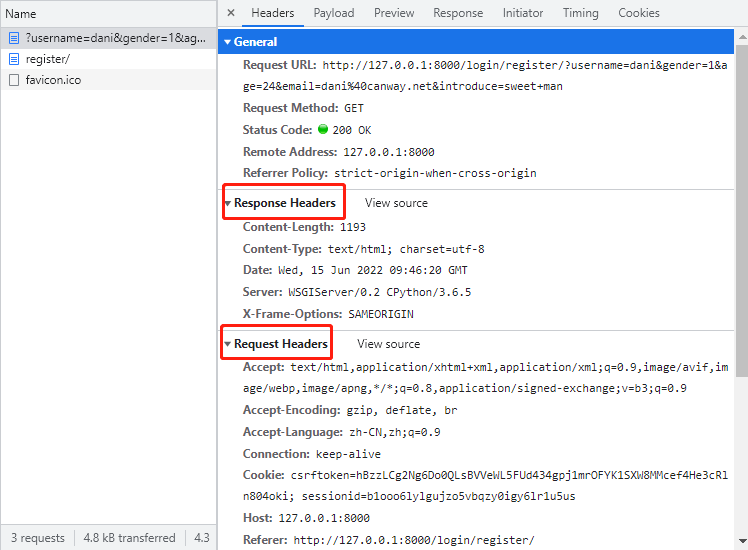 Name
× Headers Payload Preview Response Initiator Timing Cookies
?username=dani&gender=1&ag...
register/
favicon.ico
General
Request URL: http://127.0.0.1:8000/login/register/?username=dani&gender=1&a
ge=24&email=dani%40canway.net&introduce=sweet+man
Request Method: GET
Status Code: 200 OK
Remote Address: 127.0.0.1:8000
Referrer Policy: strict-origin-when-cross-origin
Response Headers View source
Content-Length: 1193
Content-Type: text/html; charset=utf-8
Date: Wed, 15 Jun 2022 09:46:20 GMT
Server: WSGIServer/0.2 CPython/3.6.5
X-Frame-Options: SAMEORIGIN
Request Headers View source
Accept: text/html,application/xhtml+xml,application/xml;q=0.9,image/avif,im
age/webp,image/apng,*/*;q=0.8,application/signed-exchange;v=b3;q=0.9
Accept-Encoding: gzip, deflate, br
Accept-Language: zh-CN,zh;q=0.9
Connection: keep-alive
Cookie: csrftoken=hBzzLCg2Ng6Do0QLsBVVeWL5FUd434gpj1mrOFYK1SXW8MMcef4He3cRl
n804oki; sessionid=b1ooo6lylgujzo5vbqzy0igy6lr1u5us
Host: 127.0.0.1:8000
Referer: http://127.0.0.1:8000/login/register/
3 requests 4.8 kB transferred 4.3